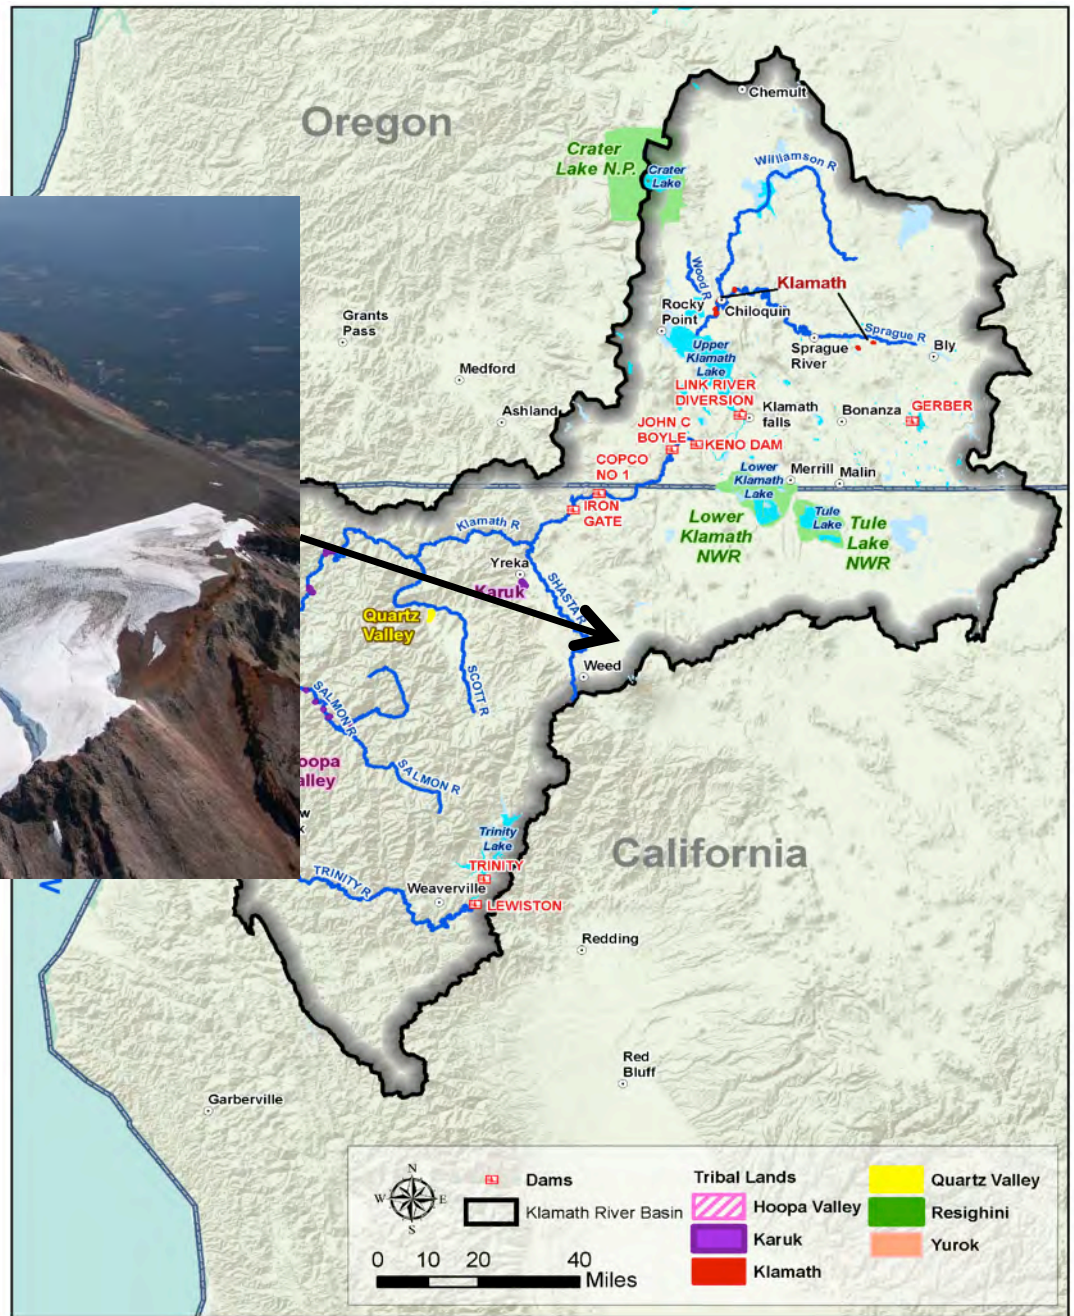 Oregon
Chemult
Crater
Lake N.P.
Crater
Lake
Williamson R
Wood R
Klamath
Rocky
Point
Chiloquin
Grants
Pass
Upper
Klamath
Lake
Sprague
River
Sprague R
Bly
Medford
LINK RIVER
DIVERSION
Ashland
Klamath
falls
Bonanza
GERBER
JOHN C
BOYLE
KENO DAM
COPCO
NO 1
Lower
Klamath
Lake
Merrill
Malin
IRON
GATE
Klamath R
Lower
Klamath
NWR
Tule
Lake
Tule
Lake
NWR
Yreka
Karuk
SHASTA R
Quartz
Valley
Weed
SCOTT R
SALMON R
SALMON R
oopa
alley
w
k
Trinity
Lake
California
TRINITY
TRINITY R
Weaverville
LEWISTON
Redding
Red
Bluff
Garberville
N
W E
S
Dams
Klamath River Basin
0 10 20 40
Miles
Tribal Lands
Hoopa Valley
Karuk
Klamath
Quartz Valley
Resighini
Yurok